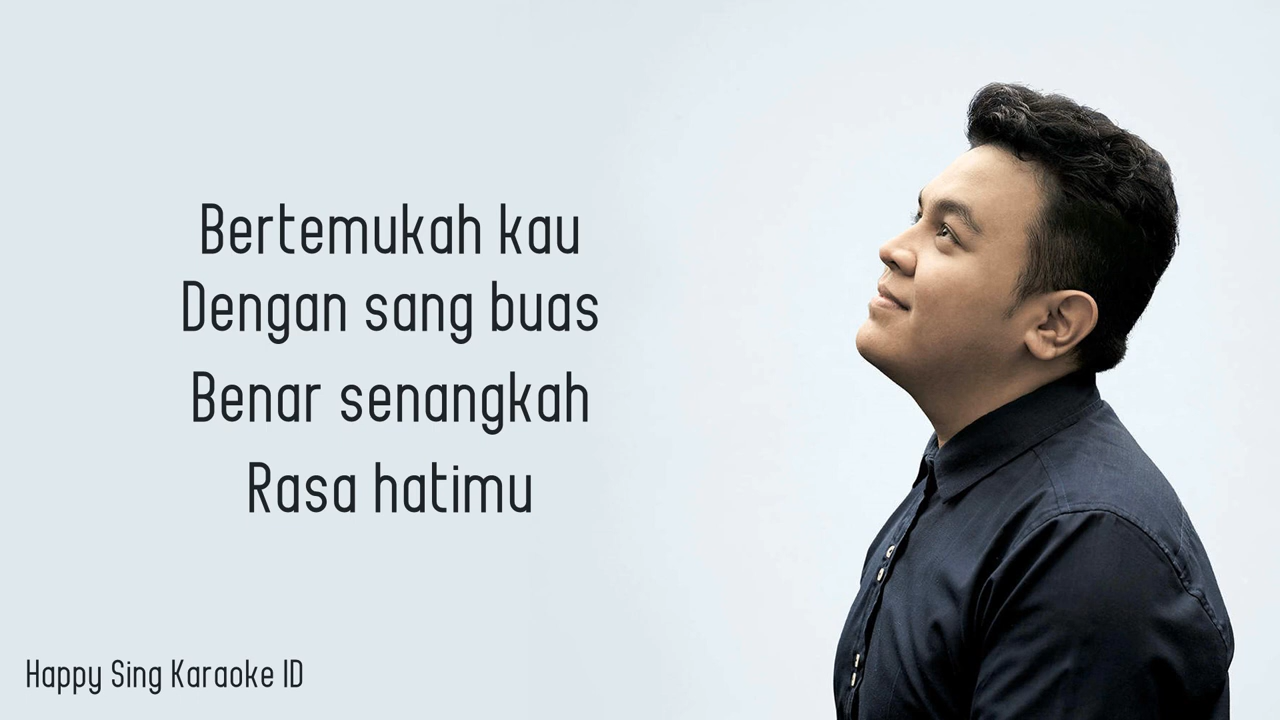 Bertemukah kau
Dengan sang buas
Benar senangkah
Rasa hatimu
Happy Sing Karaoke ID